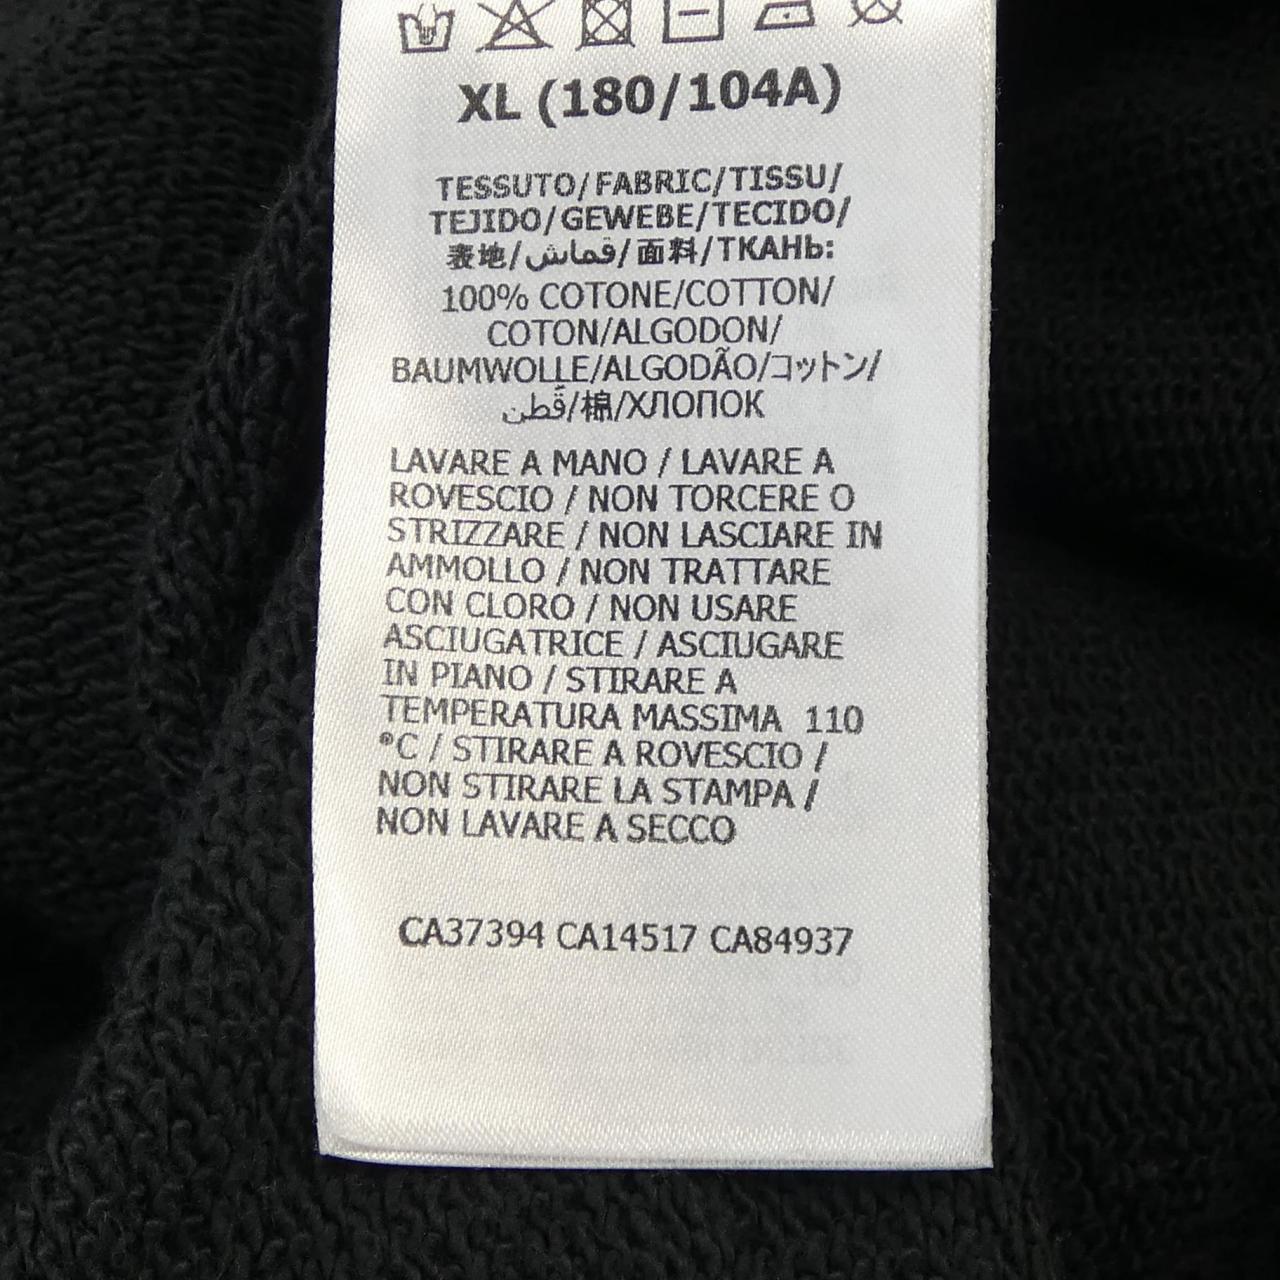 XL (180/104A)
TESSUTO/FABRIC/TISSU/
TEJIDO/GEWEBE/TECIDO/
表地/قماش/面料/ТКАНЬ:
100% COTONE/COTTON/
COTON/ALGODON/
BAUMWOLLE/ALGODÃO/コットン/
قطن/棉/ХЛОПОК
LAVARE A MANO / LAVARE A
ROVESCIO / NON TORCERE O
STRIZZARE / NON LASCIARE IN
AMMOLLO / NON TRATTARE
CON CLORO / NON USARE
ASCIUGATRICE / ASCIUGARE
IN PIANO / STIRARE A
TEMPERATURA MASSIMA 110
°C / STIRARE A ROVESCIO /
NON STIRARE LA STAMPA /
NON LAVARE A SECCO
CA37394 CA14517 CA84937